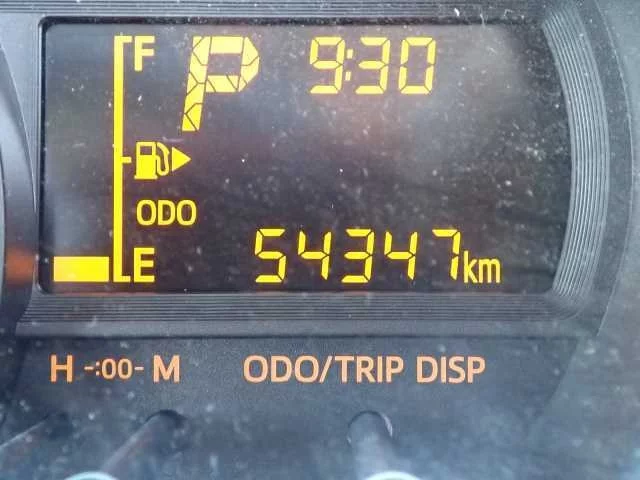 F P 9:30
ODO
E 54347km
H -:00- M ODO/TRIP DISP